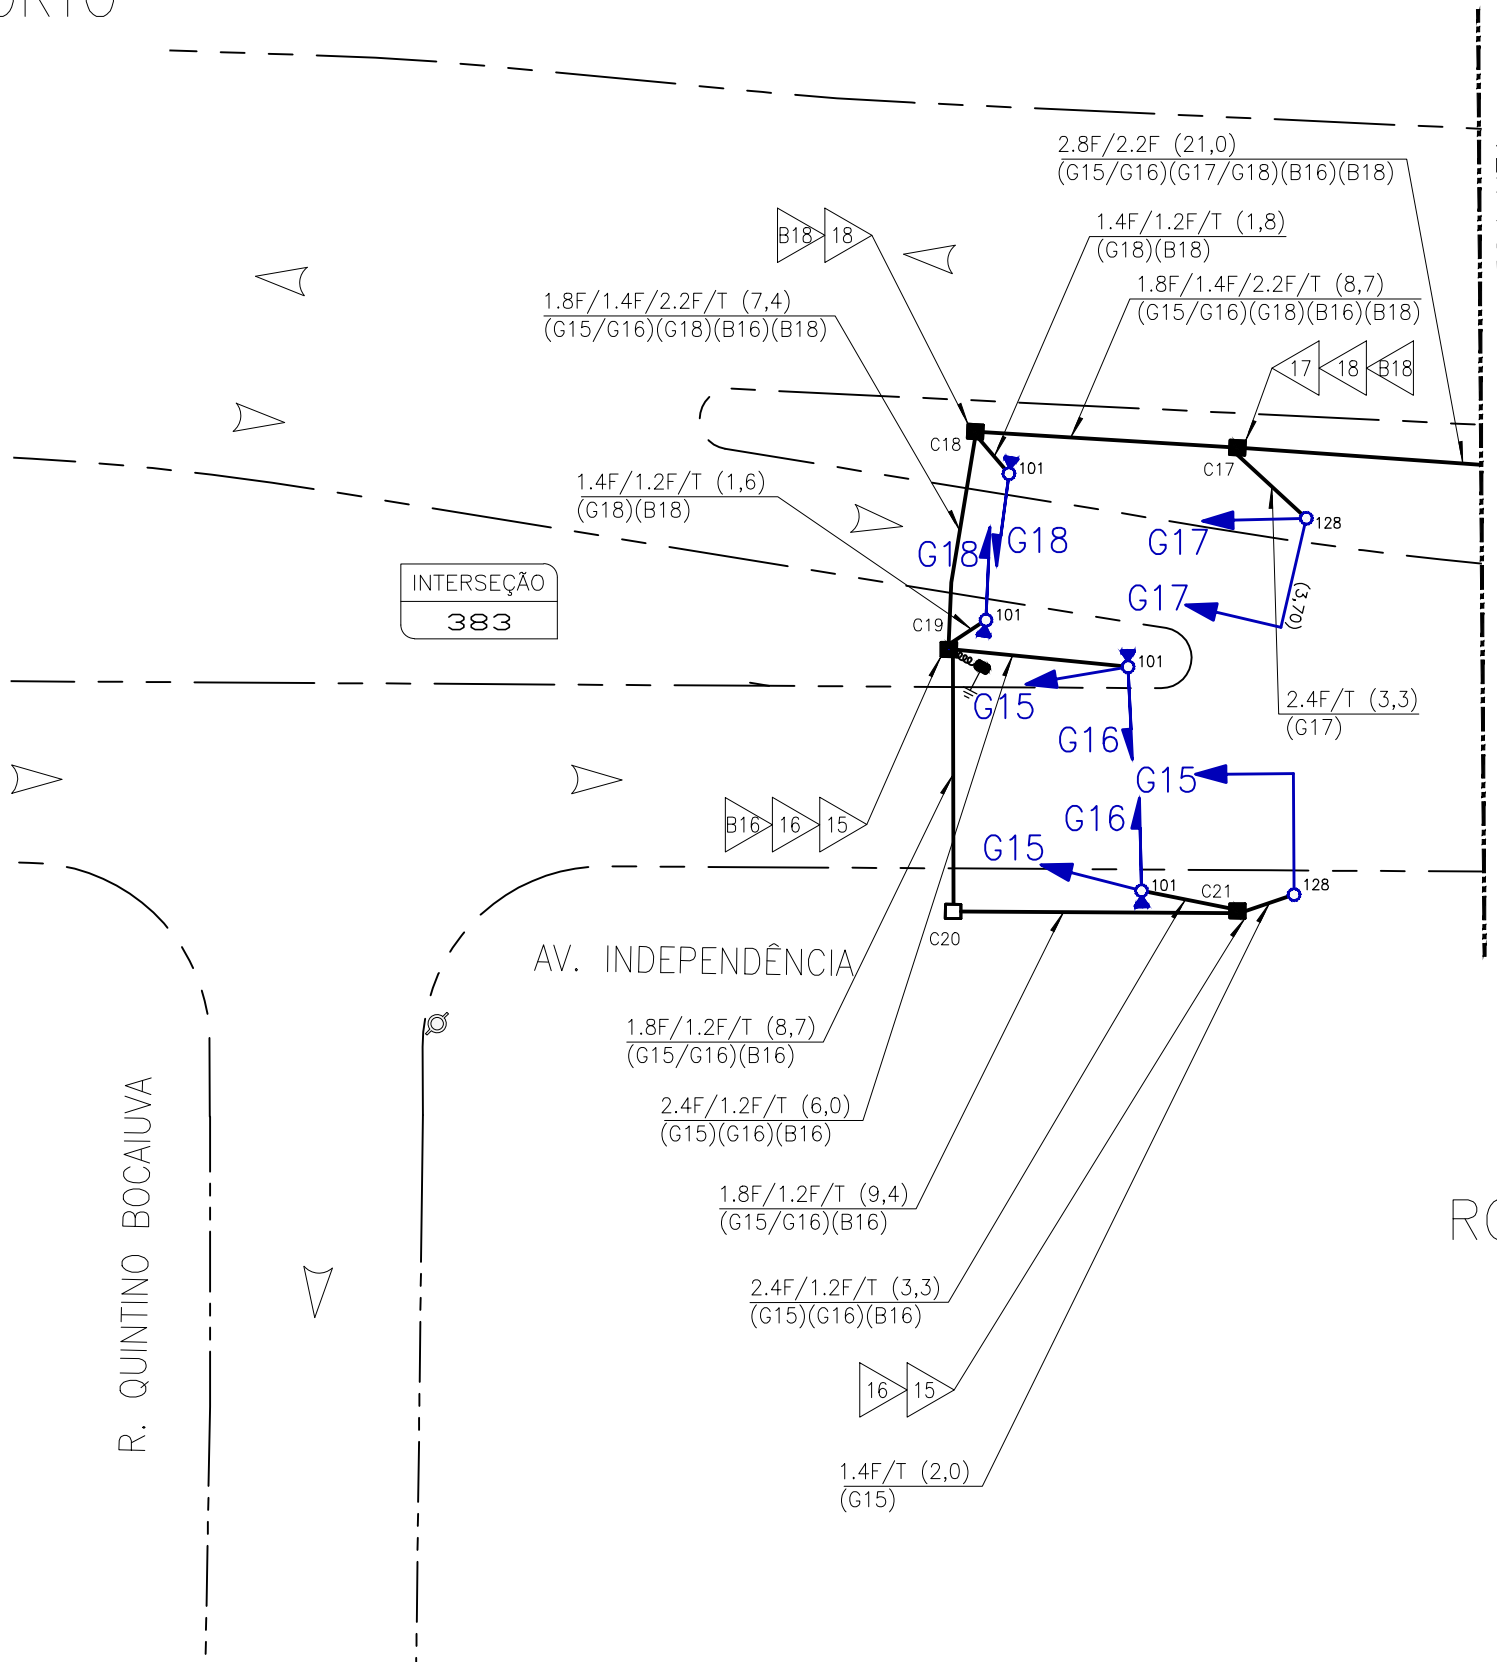 2.8F/2.2F (21,0)
(G15/G16)(G17/G18)(B16)(B18)
1.4F/1.2F/T (1,8)
(G18)(B18)
B18 18
1.8F/1.4F/2.2F/T (8,7)
(G15/G16)(G18)(B16)(B18)
1.8F/1.4F/2.2F/T (7,4)
(G15/G16)(G18)(B16)(B18)
17 18 B18
C18
101
C17
1.4F/1.2F/T (1,6)
(G18)(B18)
128
G18
G18
G17
INTERSEÇÃO
383
G17
(3,70)
C19
101
101
G15
2.4F/T (3,3)
(G17)
G16
G15
B16 16 15
G16
G15
101
C21
128
C20
AV. INDEPENDÊNCIA
1.8F/1.2F/T (8,7)
(G15/G16)(B16)
2.4F/1.2F/T (6,0)
(G15)(G16)(B16)
R. QUINTINO BOCAIUVA
1.8F/1.2F/T (9,4)
(G15/G16)(B16)
2.4F/1.2F/T (3,3)
(G15)(G16)(B16)
16 15
1.4F/T (2,0)
(G15)